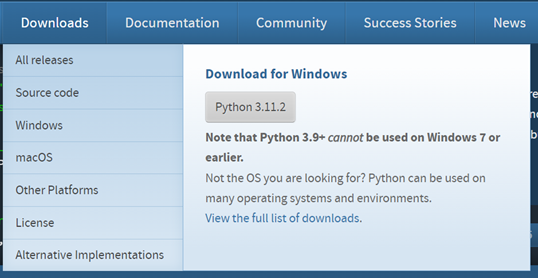 Downloads
Documentation
Community
Success Stories
News
All releases
Source code
Windows
macOS
Other Platforms
License
Alternative Implementations
Download for Windows
Python 3.11.2
Note that Python 3.9+ cannot be used on Windows 7 or
earlier.
Not the OS you are looking for? Python can be used on
many operating systems and environments.
View the full list of downloads.